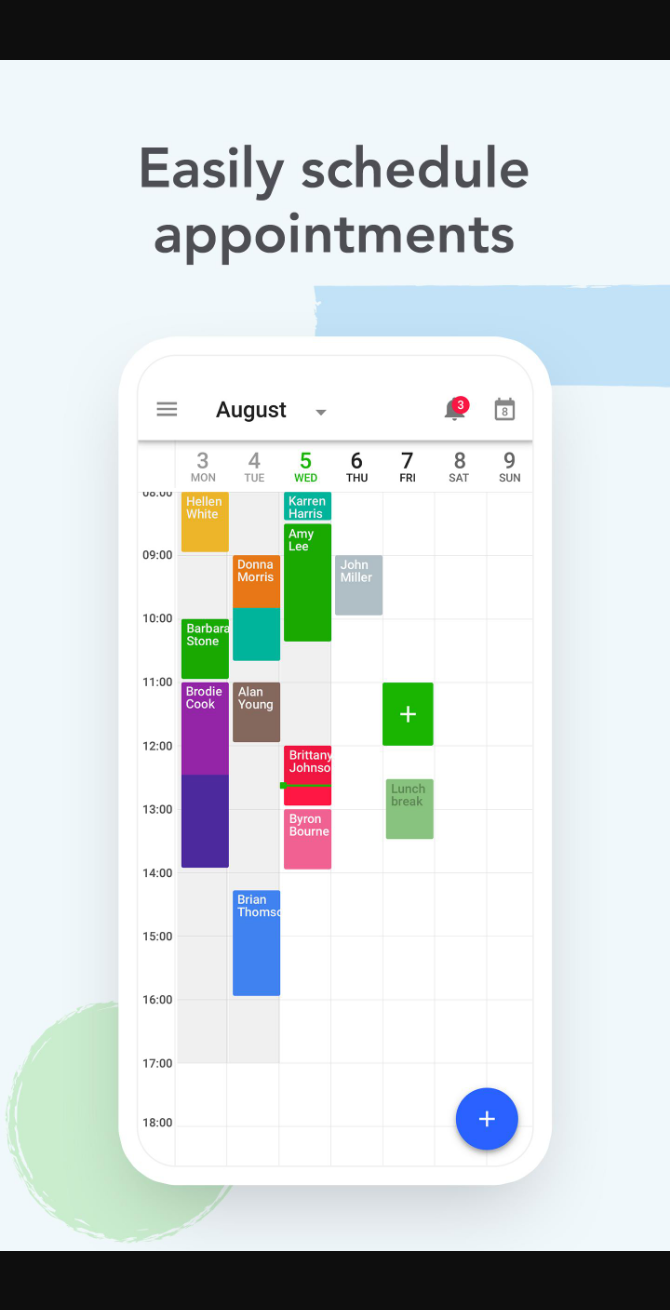 Easily schedule
appointments
August
3
8
3 4 5 6 7 8 9
MON TUE WED THU FRI SAT SUN
08:00
Hellen
White
Karren
Harris
Amy
Lee
09:00
Donna
Morris
John
Miller
10:00
Barbara
Stone
11:00
Brodie
Cook
Alan
Young
+
12:00
Brittany
Johnso
Lunch
break
13:00
Byron
Bourne
14:00
Brian
Thomso
15:00
16:00
17:00
18:00
+